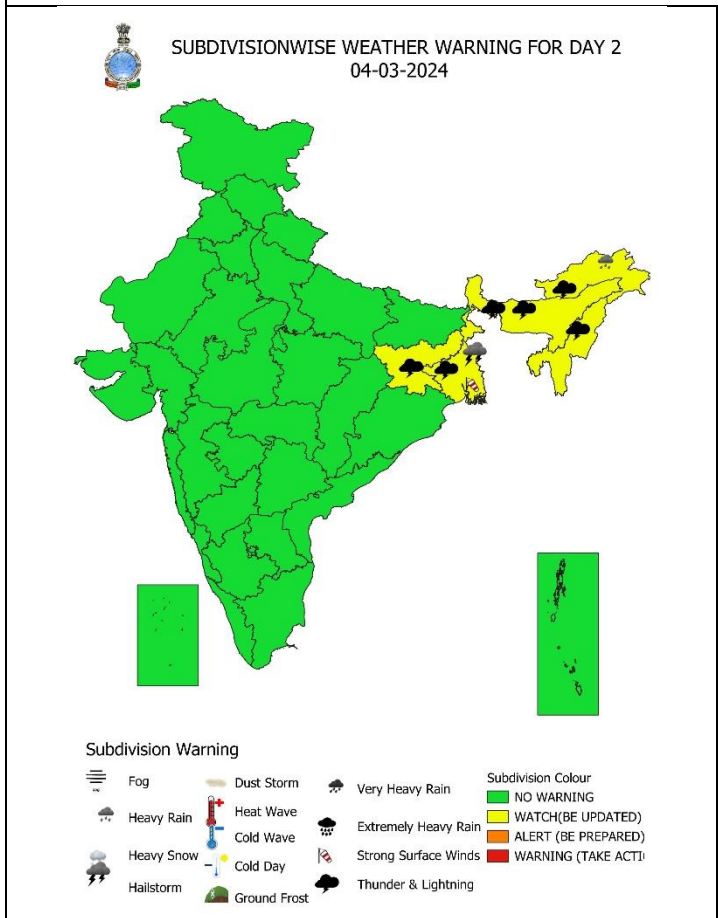 SUBDIVISIONWISE WEATHER WARNING FOR DAY 2
04-03-2024
Subdivision Warning
Fog
Heavy Rain
Heavy Snow
Hailstorm
Dust Storm
Heat Wave
Cold Wave
Cold Day
Ground Frost
Very Heavy Rain
Extremely Heavy Rain
Strong Surface Winds
Thunder & Lightning
Subdivision Colour
NO WARNING
WATCH(BE UPDATED)
ALERT (BE PREPARED)
WARNING (TAKE ACTI